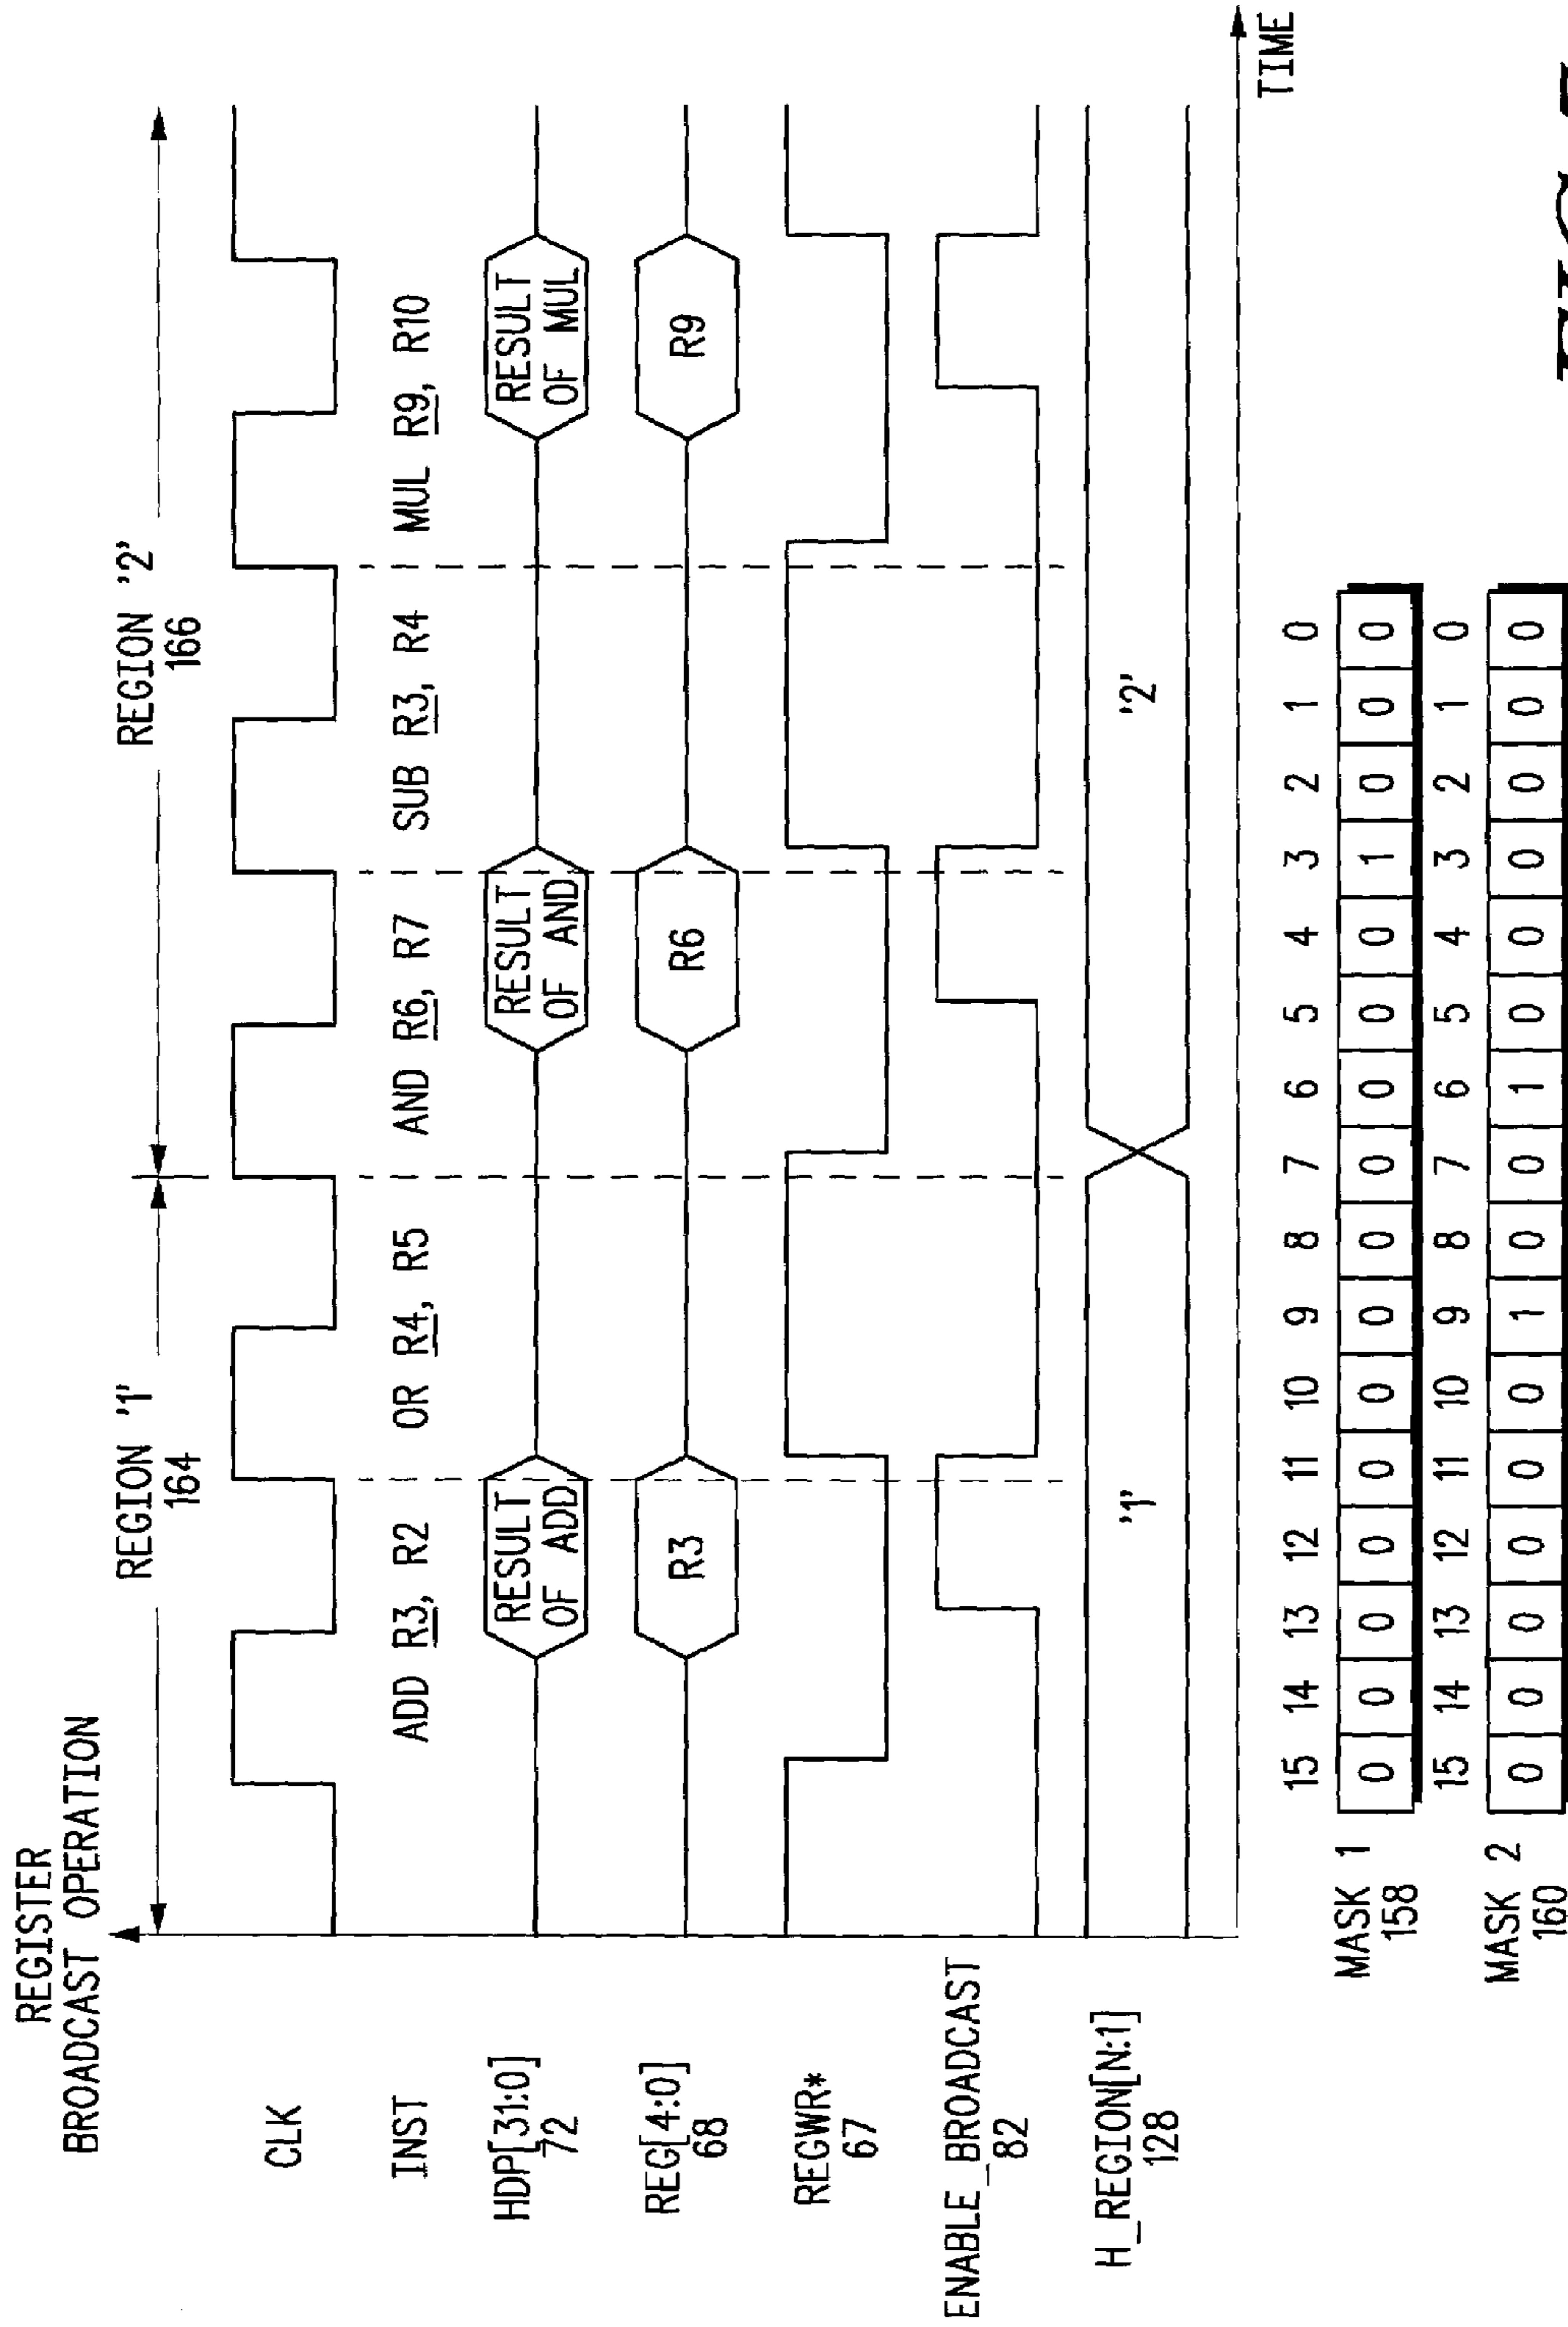 REGISTER
BROADCAST OPERATION
REGION '1'
164
REGION '2'
166
CLK
INST
ADD R3, R2
OR R4, R5
AND R6, R7
SUB R3, R4
MUL R9, R10
HDP[31:0]
72
RESULT
OF ADD
RESULT
OF AND
RESULT
OF MUL
REG[4:0]
68
R3
R6
R9
REGWR*
67
ENABLE_BROADCAST
82
H_REGION[N:1]
128
'1'
'2'
TIME
15 14 13 12 11 10 9 8 7 6 5 4 3 2 1 0
MASK 1
158
0 0 0 0 0 0 0 0 0 0 0 0 1 0 0 0
15 14 13 12 11 10 9 8 7 6 5 4 3 2 1 0
MASK 2
160
0 0 0 0 0 0 1 0 0 1 0 0 0 0 0 0